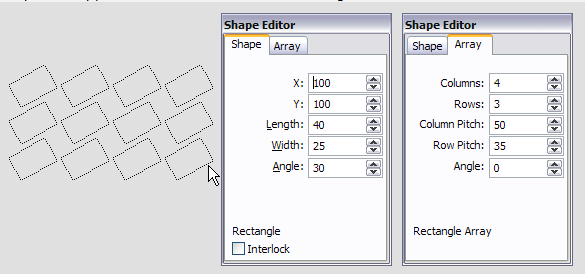 Shape Editor
Shape Array
X: 100
Y: 100
Length: 40
Width: 25
Angle: 30
Rectangle
Interlock
Shape Editor
Shape Array
Columns: 4
Rows: 3
Column Pitch: 50
Row Pitch: 35
Angle: 0
Rectangle Array